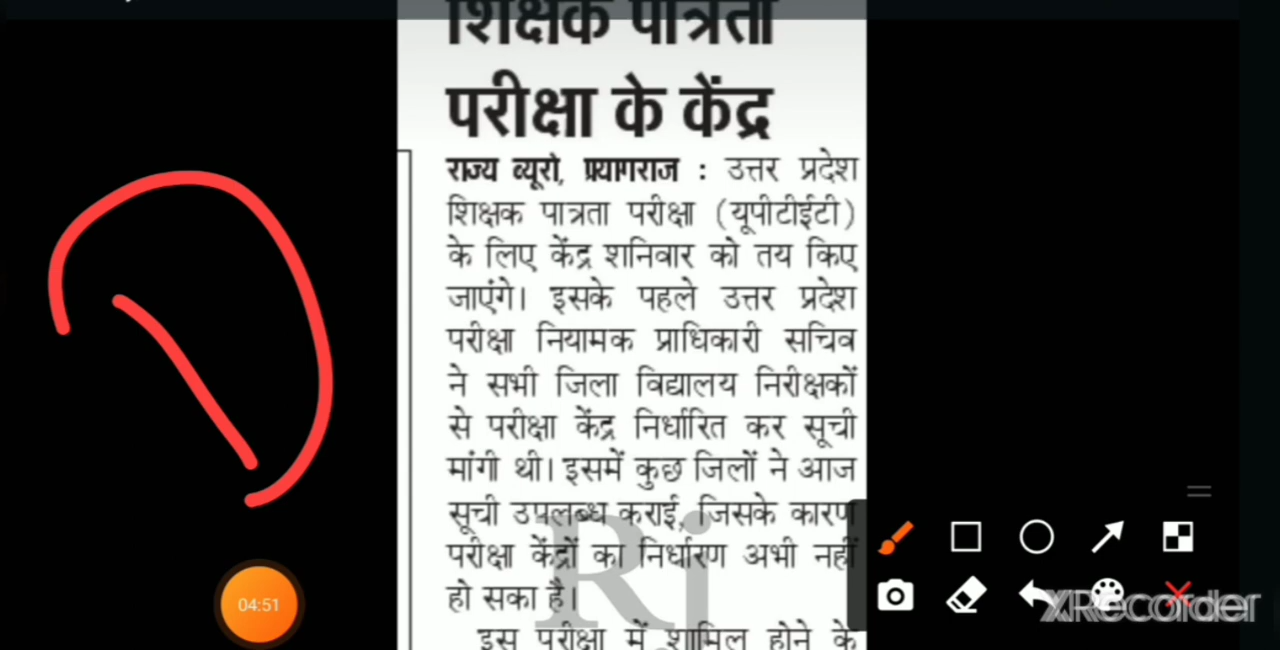 शिक्षक पात्रता
परीक्षा के केंद्र
राज्य ब्यूरो, प्रयागराज : उत्तर प्रदेश
शिक्षक पात्रता परीक्षा (यूपीटीईटी)
के लिए केंद्र शनिवार को तय किए
जाएंगे। इसके पहले उत्तर प्रदेश
परीक्षा नियामक प्राधिकारी सचिव
ने सभी जिला विद्यालय निरीक्षकों
से परीक्षा केंद्र निर्धारित कर सूची
मांगी थी। इसमें कुछ जिलों ने आज
सूची उपलब्ध कराई, जिसके कारण
परीक्षा केंद्रों का निर्धारण अभी नहीं
हो सका है।
इस परीक्षा में शामिल होने के
Rj
04:51
XRecorder